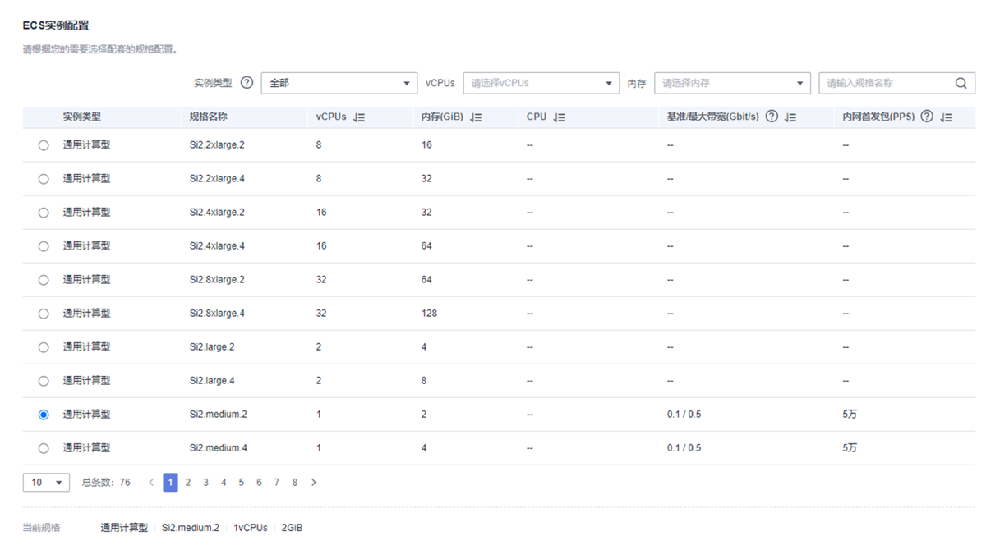 ECS实例配置
请根据您的需要选择配套的规格配置。
实例类型 ? 全部 vCPUs 请选择vCPUs 内存 请选择内存 请输入规格名称
实例类型 规格名称 vCPUs 内存(GiB) CPU 基准/最大带宽(Gbit/s) ? 内网首发包(PPS) ?
通用计算型 Si2.2xlarge.2 8 16 -- -- --
通用计算型 Si2.2xlarge.4 8 32 -- -- --
通用计算型 Si2.4xlarge.2 16 32 -- -- --
通用计算型 Si2.4xlarge.4 16 64 -- -- --
通用计算型 Si2.8xlarge.2 32 64 -- -- --
通用计算型 Si2.8xlarge.4 32 128 -- -- --
通用计算型 Si2.large.2 2 4 -- -- --
通用计算型 Si2.large.4 2 8 -- -- --
通用计算型 Si2.medium.2 1 2 -- 0.1 / 0.5 5万
通用计算型 Si2.medium.4 1 4 -- 0.1 / 0.5 5万
10 总条数: 76 < 1 2 3 4 5 6 7 8 >
当前规格 通用计算型 Si2.medium.2 1vCPUs 2GiB